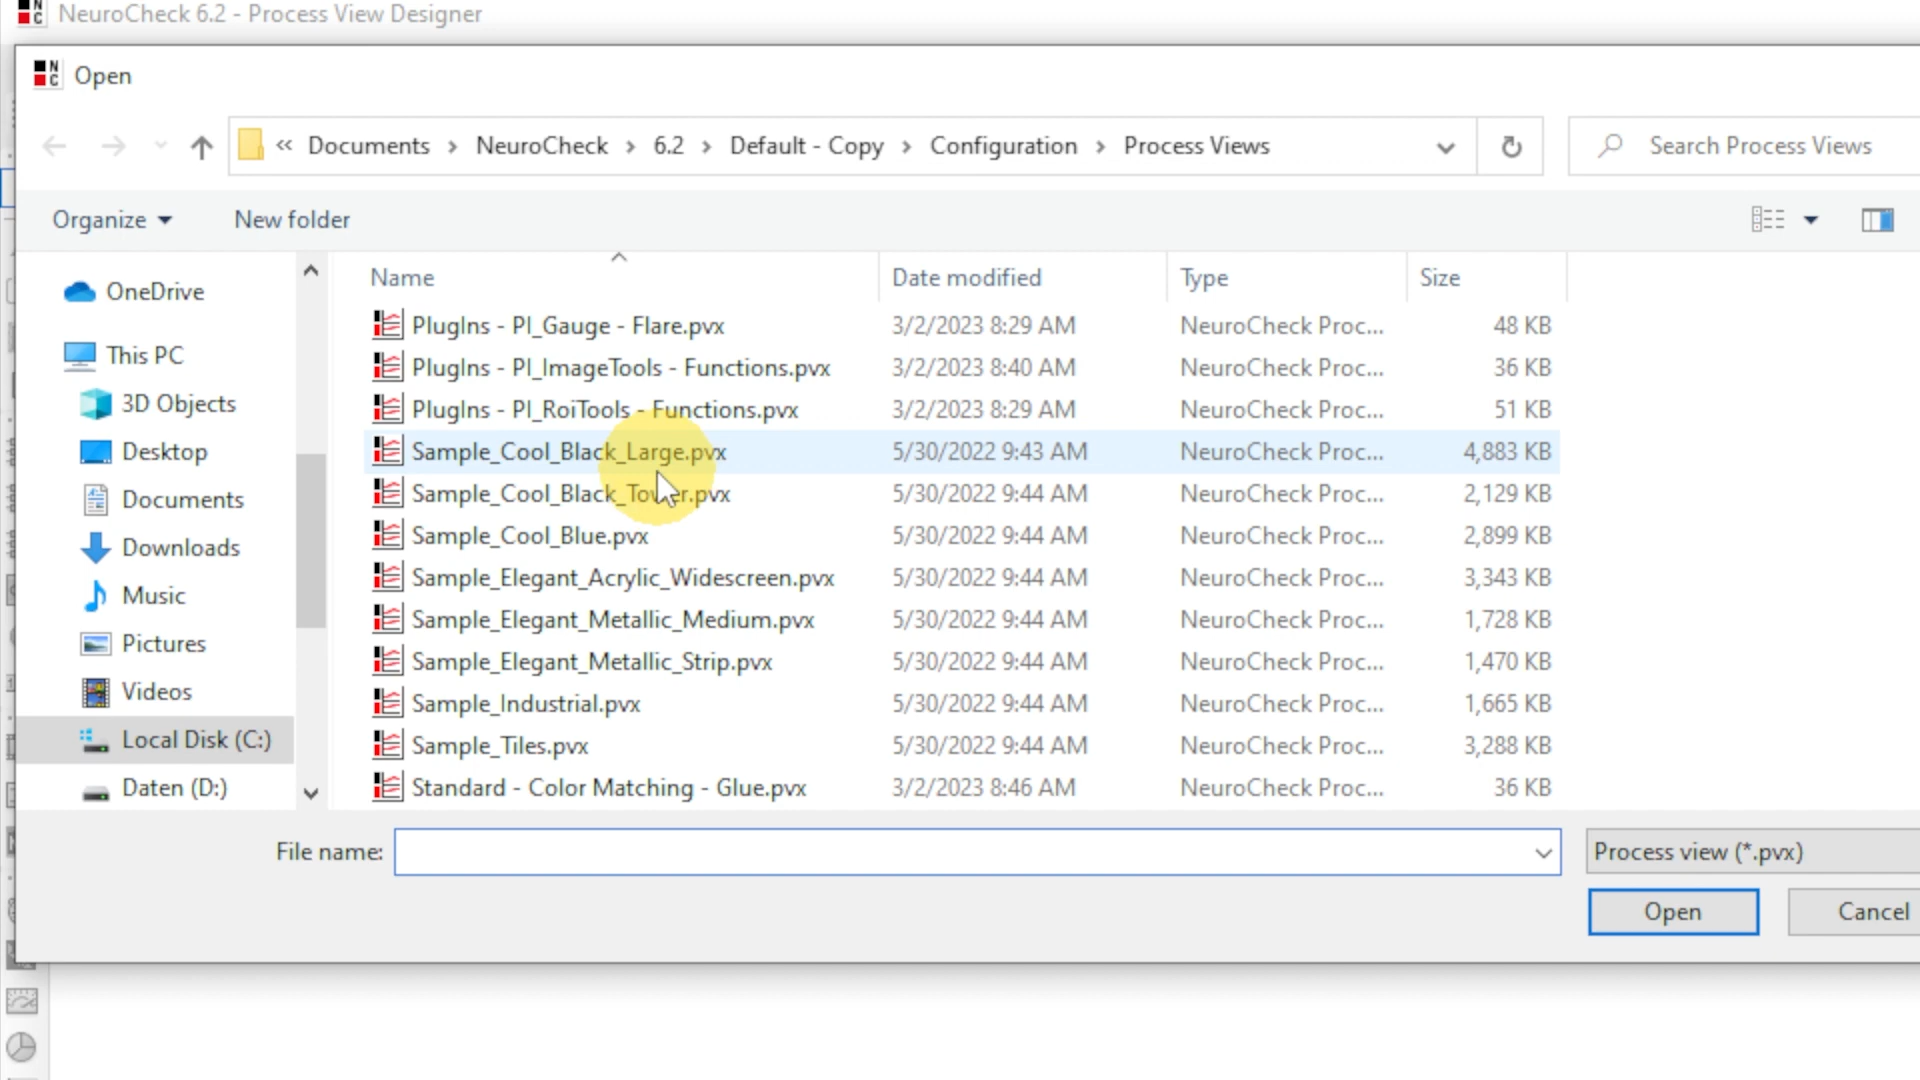 NeuroCheck 6.2 - Process View Designer
Open
« Documents > NeuroCheck > 6.2 > Default - Copy > Configuration > Process Views
Search Process Views
Organize
New folder
Name
Date modified
Type
Size
OneDrive
This PC
3D Objects
Desktop
Documents
Downloads
Music
Pictures
Videos
Local Disk (C:)
Daten (D:)
PlugIns - PI_Gauge - Flare.pvx 3/2/2023 8:29 AM NeuroCheck Proc... 48 KB
PlugIns - PI_ImageTools - Functions.pvx 3/2/2023 8:40 AM NeuroCheck Proc... 36 KB
PlugIns - PI_RoiTools - Functions.pvx 3/2/2023 8:29 AM NeuroCheck Proc... 51 KB
Sample_Cool_Black_Large.pvx 5/30/2022 9:43 AM NeuroCheck Proc... 4,883 KB
Sample_Cool_Black_Tower.pvx 5/30/2022 9:44 AM NeuroCheck Proc... 2,129 KB
Sample_Cool_Blue.pvx 5/30/2022 9:44 AM NeuroCheck Proc... 2,899 KB
Sample_Elegant_Acrylic_Widescreen.pvx 5/30/2022 9:44 AM NeuroCheck Proc... 3,343 KB
Sample_Elegant_Metallic_Medium.pvx 5/30/2022 9:44 AM NeuroCheck Proc... 1,728 KB
Sample_Elegant_Metallic_Strip.pvx 5/30/2022 9:44 AM NeuroCheck Proc... 1,470 KB
Sample_Industrial.pvx 5/30/2022 9:44 AM NeuroCheck Proc... 1,665 KB
Sample_Tiles.pvx 5/30/2022 9:44 AM NeuroCheck Proc... 3,288 KB
Standard - Color Matching - Glue.pvx 3/2/2023 8:46 AM NeuroCheck Proc... 36 KB
File name:
Process view (*.pvx)
Open
Cancel